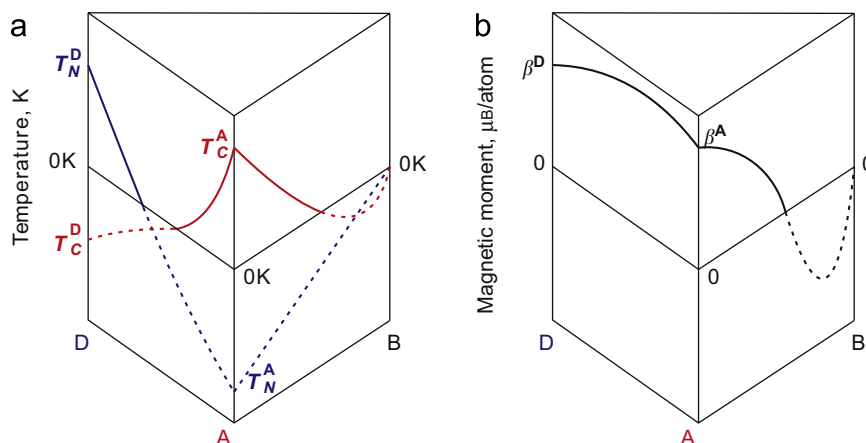 a
T_N^D
Temperature, K
T_C^A
0K
0K
T_C^D
0K
T_N^A
D
B
A
b
β^D
β^A
Magnetic moment, μB/atom
0
0
0
D
B
A